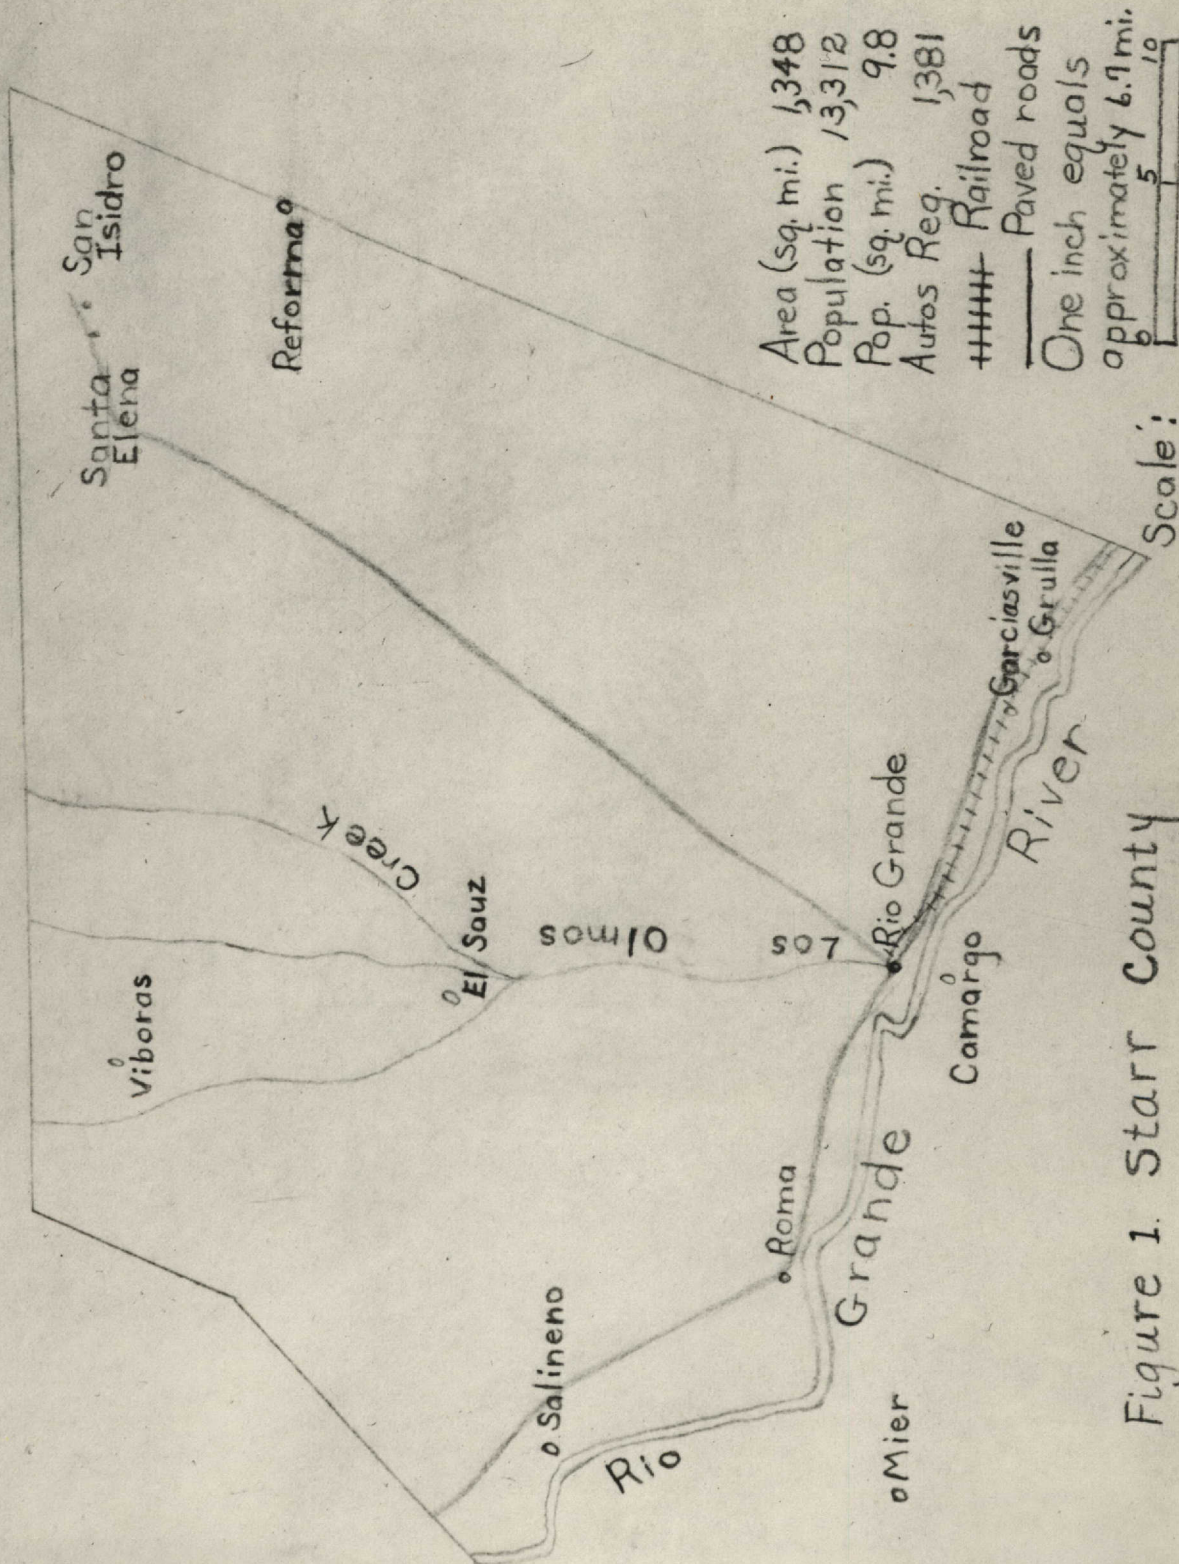 San
Isidro
Santa
Elena
Reforma
Viboras
El Sauz
Creek
Los Olmos
Salineno
Roma
Rio Grande
Garciasville
Grulla
Camargo
Mier
Rio Grande River
Area (sq. mi.) 1,348
Population 13,312
Pop. (sq. mi.) 9.8
Autos Reg. 1,381
Railroad
Paved roads
One inch equals
approximately 6.7 mi.
0 5 10
Scale:
Figure 1. Starr County